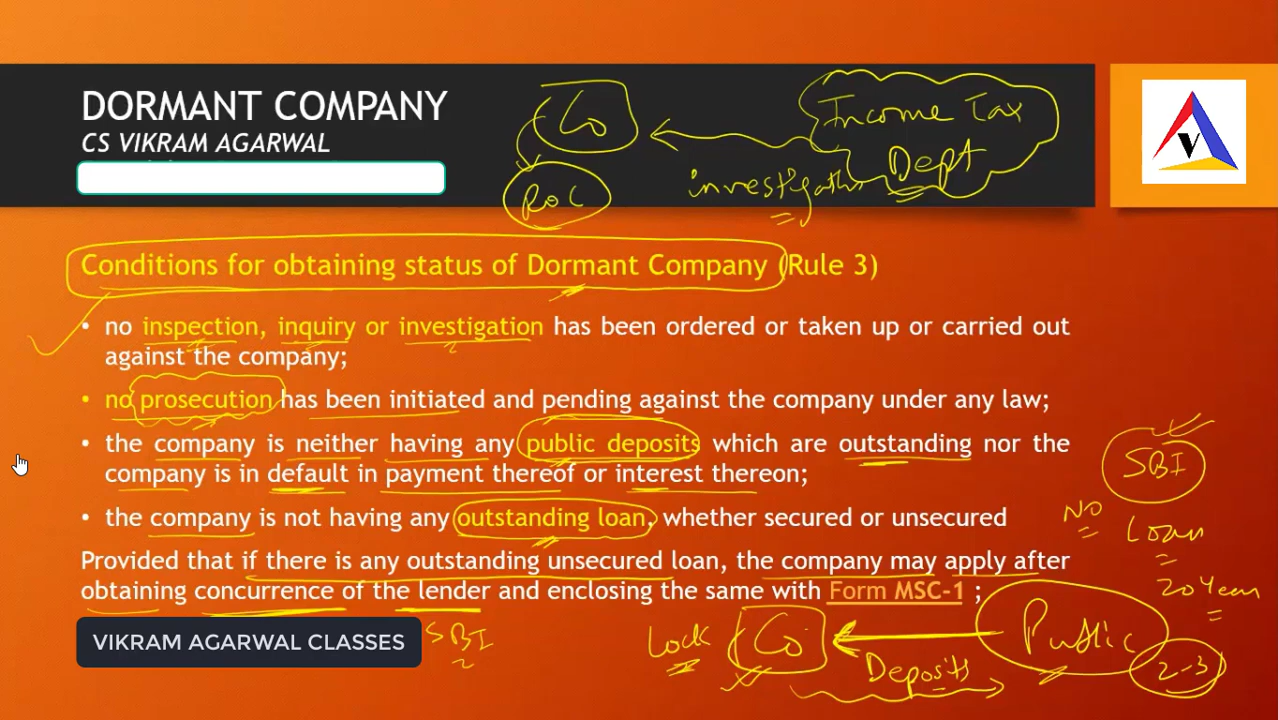 DORMANT COMPANY
CS VIKRAM AGARWAL
Co
Income Tax
Dept
investigation
ROC
V
Conditions for obtaining status of Dormant Company (Rule 3)
• no inspection, inquiry or investigation has been ordered or taken up or carried out
against the company;
• no prosecution has been initiated and pending against the company under any law;
• the company is neither having any public deposits which are outstanding nor the
company is in default in payment thereof or interest thereon;
SBI
• the company is not having any outstanding loan, whether secured or unsecured
NO
Loan
Provided that if there is any outstanding unsecured loan, the company may apply after
obtaining concurrence of the lender and enclosing the same with Form MSC-1 ;
20 Year
VIKRAM AGARWAL CLASSES
SBI
Lock
Co
Deposits
Public
2-3